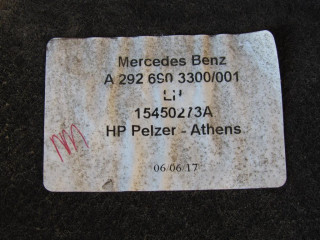 Mercedes Benz
A 292 690 3300/001
15450273A
HP Pelzer - Athens
06/06/17